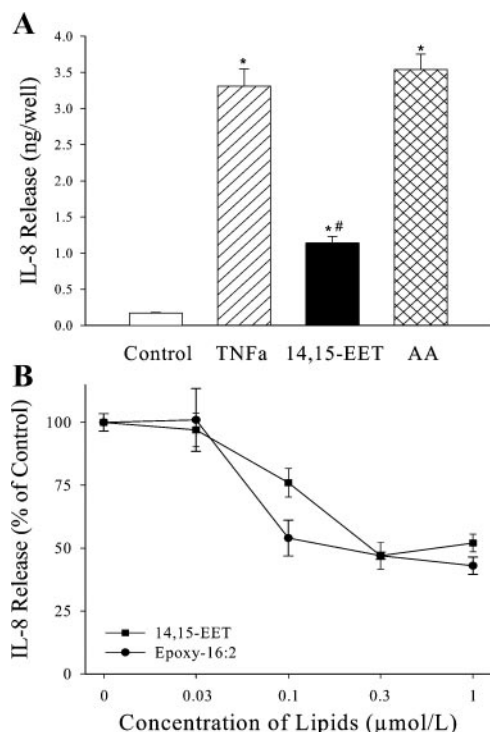 A
IL-8 Release (ng/well)
4.0
3.5
3.0
2.5
2.0
1.5
1.0
0.5
0.0
*
*#
*
Control TNFa 14,15-EET AA
B
IL-8 Release (% of Control)
100
75
50
25
0
14,15-EET
Epoxy-16:2
0 0.03 0.1 0.3 1
Concentration of Lipids (µmol/L)